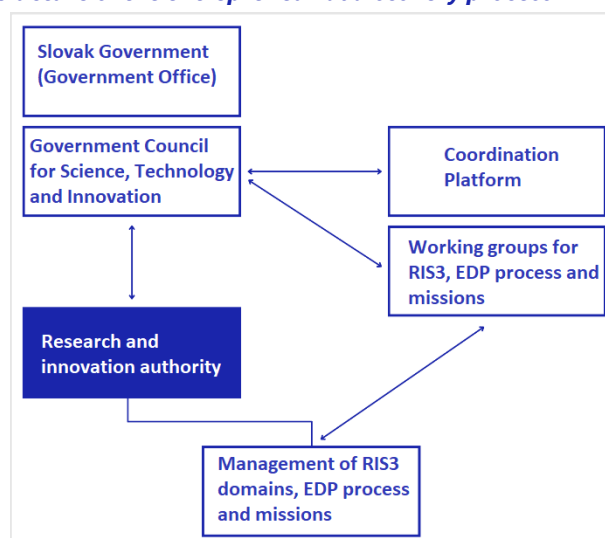 process
Slovak Government
(Government Office)
Government Council
for Science, Technology
and Innovation
Coordination
Platform
Working groups for
RIS3, EDP process and
missions
Research and
innovation authority
Management of RIS3
domains, EDP process
and missions